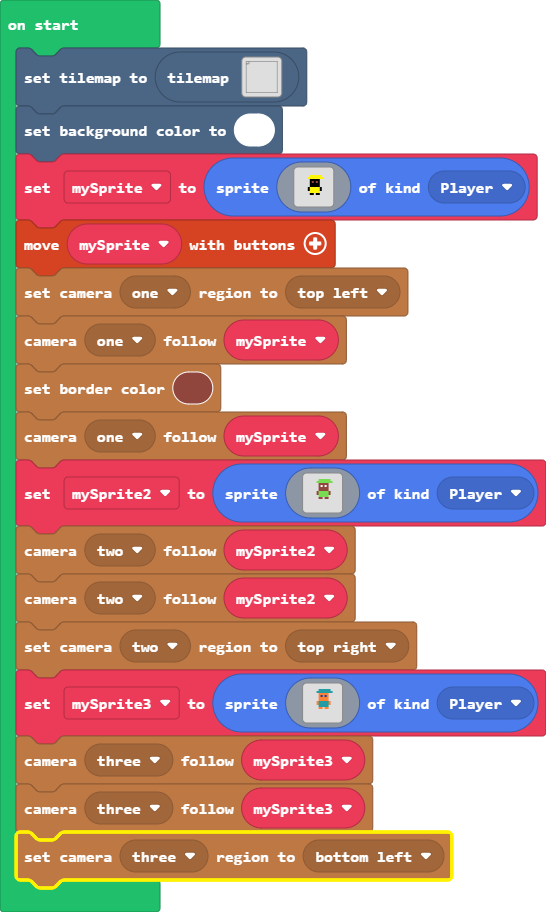 on start
set tilemap to tilemap
set background color to
set mySprite to sprite of kind Player
move mySprite with buttons
set camera one region to top left
camera one follow mySprite
set border color
camera one follow mySprite
set mySprite2 to sprite of kind Player
camera two follow mySprite2
camera two follow mySprite2
set camera two region to top right
set mySprite3 to sprite of kind Player
camera three follow mySprite3
camera three follow mySprite3
set camera three region to bottom left